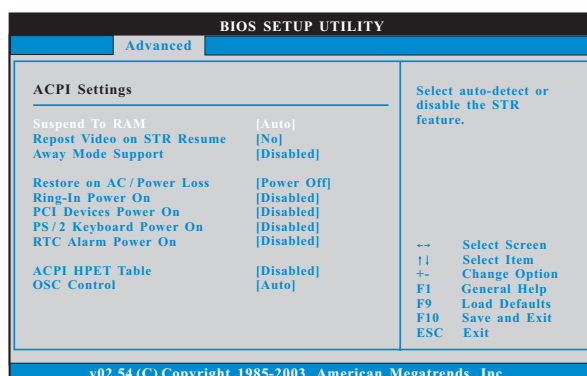 BIOS SETUP UTILITY
Advanced
ACPI Settings
Suspend To RAM [Auto]
Repost Video on STR Resume [No]
Away Mode Support [Disabled]
Restore on AC / Power Loss [Power Off]
Ring-In Power On [Disabled]
PCI Devices Power On [Disabled]
PS / 2 Keyboard Power On [Disabled]
RTC Alarm Power On [Disabled]
ACPI HPET Table [Disabled]
OSC Control [Auto]
Select auto-detect or
disable the STR
feature.
←→ Select Screen
↑↓ Select Item
+- Change Option
F1 General Help
F9 Load Defaults
F10 Save and Exit
ESC Exit
v02.54 (C) Copyright 1985-2003, American Megatrends, Inc.